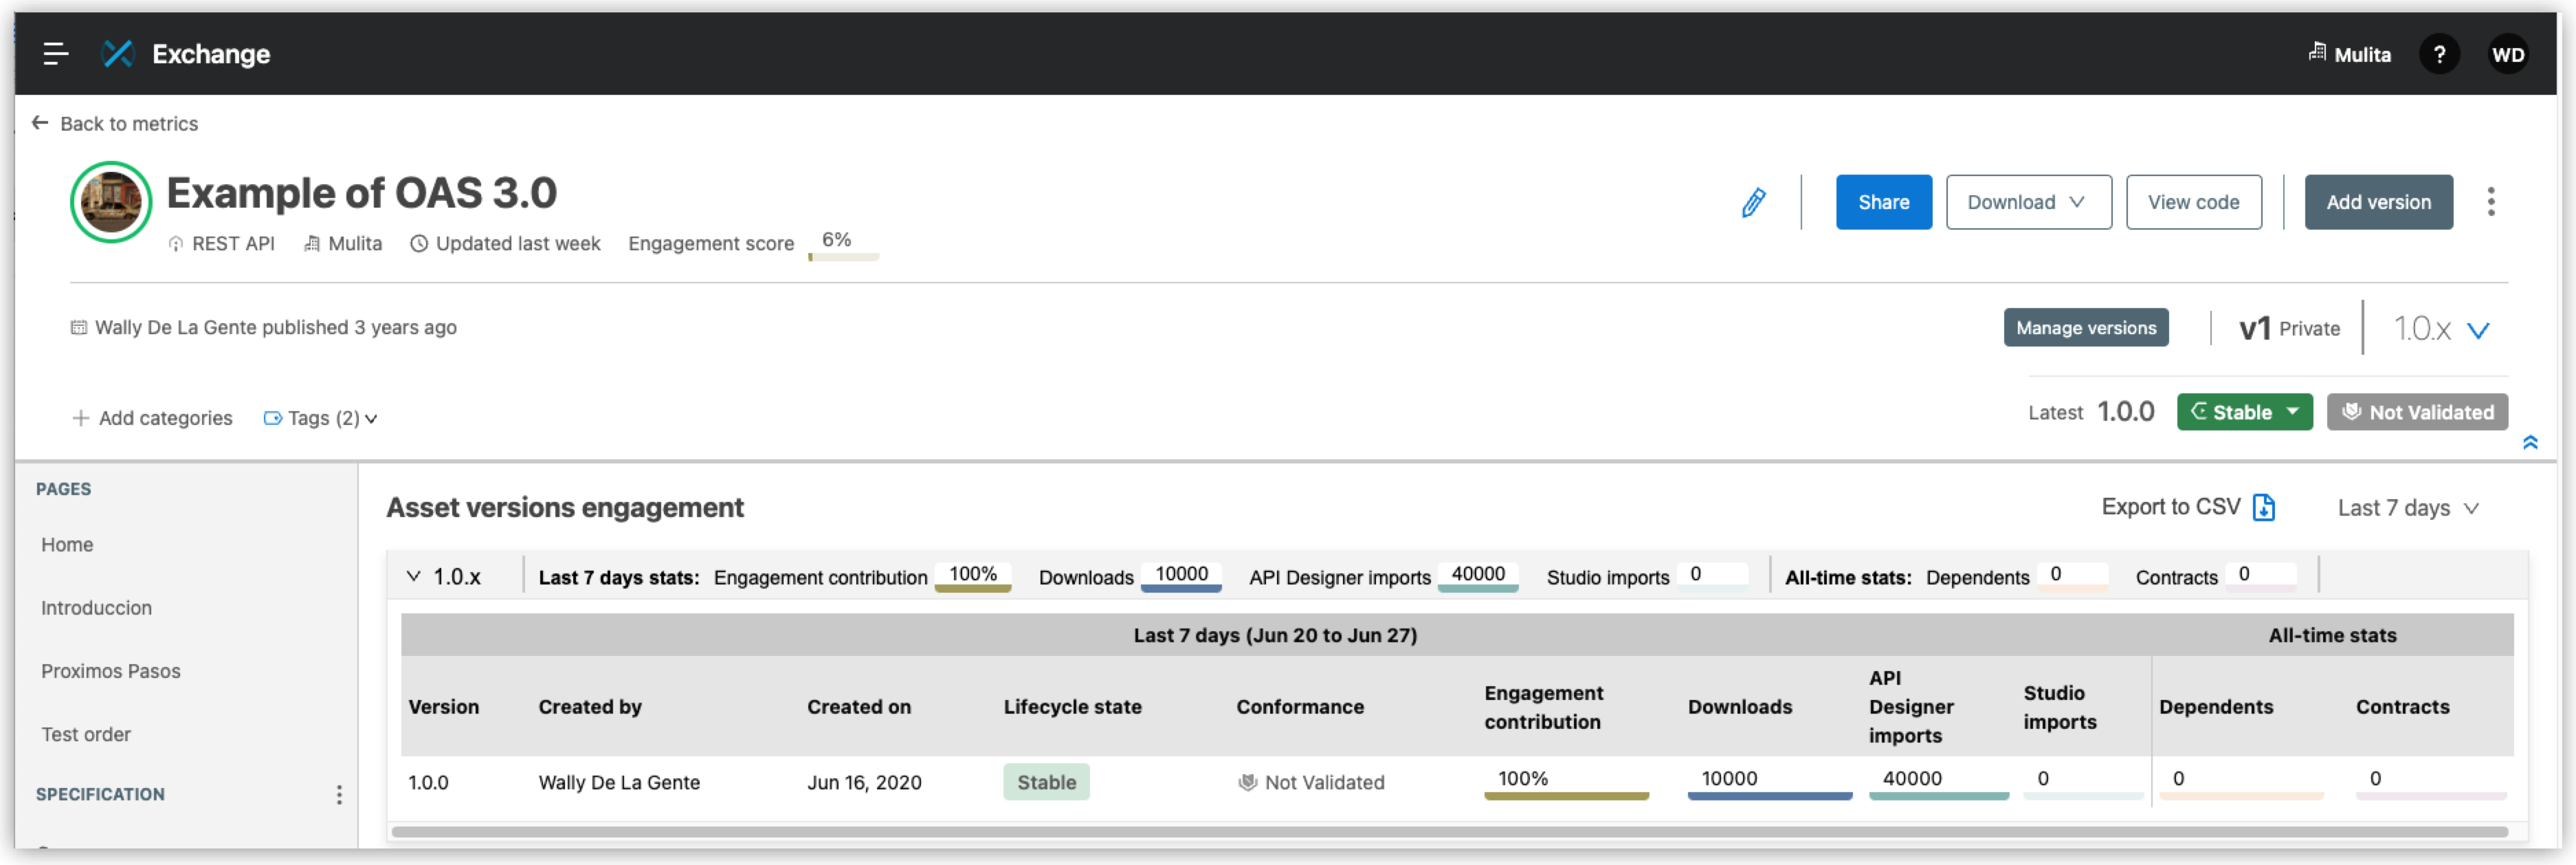 Exchange
Mulita
?
WD
Back to metrics
Example of OAS 3.0
REST API Mulita Updated last week Engagement score 6%
Share
Download
View code
Add version
Wally De La Gente published 3 years ago
Manage versions
v1 Private
1.0.x
Add categories
Tags (2)
Latest 1.0.0
Stable
Not Validated
PAGES
Home
Introduccion
Proximos Pasos
Test order
SPECIFICATION
Asset versions engagement
Export to CSV
Last 7 days
1.0.x Last 7 days stats: Engagement contribution 100% Downloads 10000 API Designer imports 40000 Studio imports 0 All-time stats: Dependents 0 Contracts 0
Last 7 days (Jun 20 to Jun 27) All-time stats
Version
Created by
Created on
Lifecycle state
Conformance
Engagement
contribution
Downloads
API
Designer
imports
Studio
imports
Dependents
Contracts
1.0.0 Wally De La Gente Jun 16, 2020 Stable Not Validated 100% 10000 40000 0 0 0